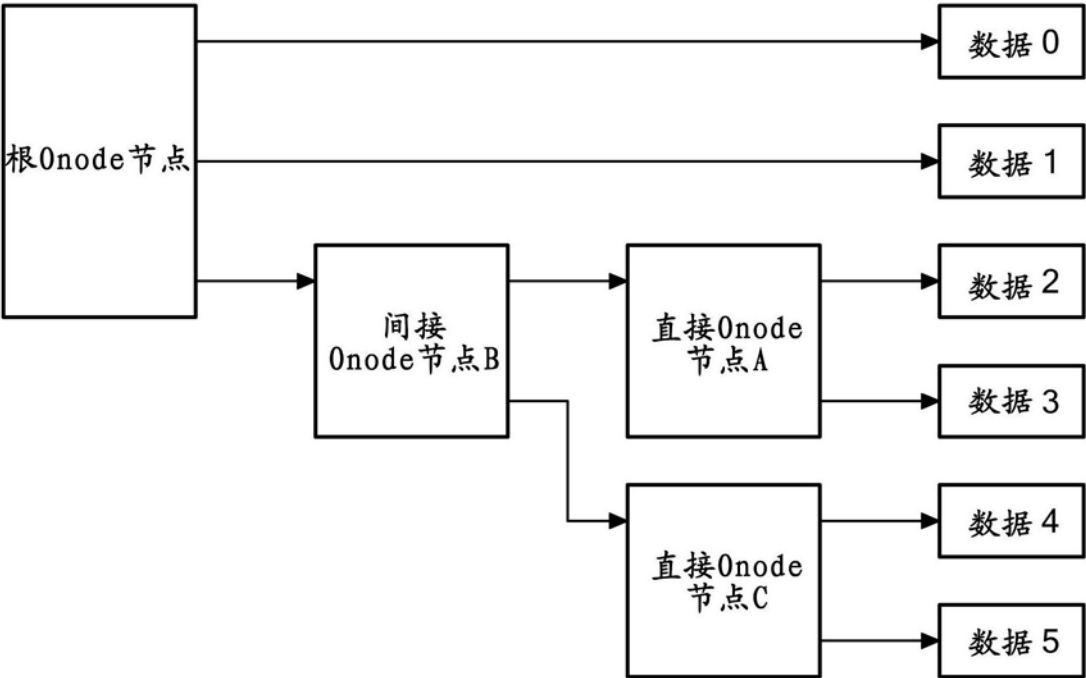 数据 0
根Onode节点
数据 1
间接
Onode节点B
直接Onode
节点A
数据 2
数据 3
直接Onode
节点C
数据 4
数据 5